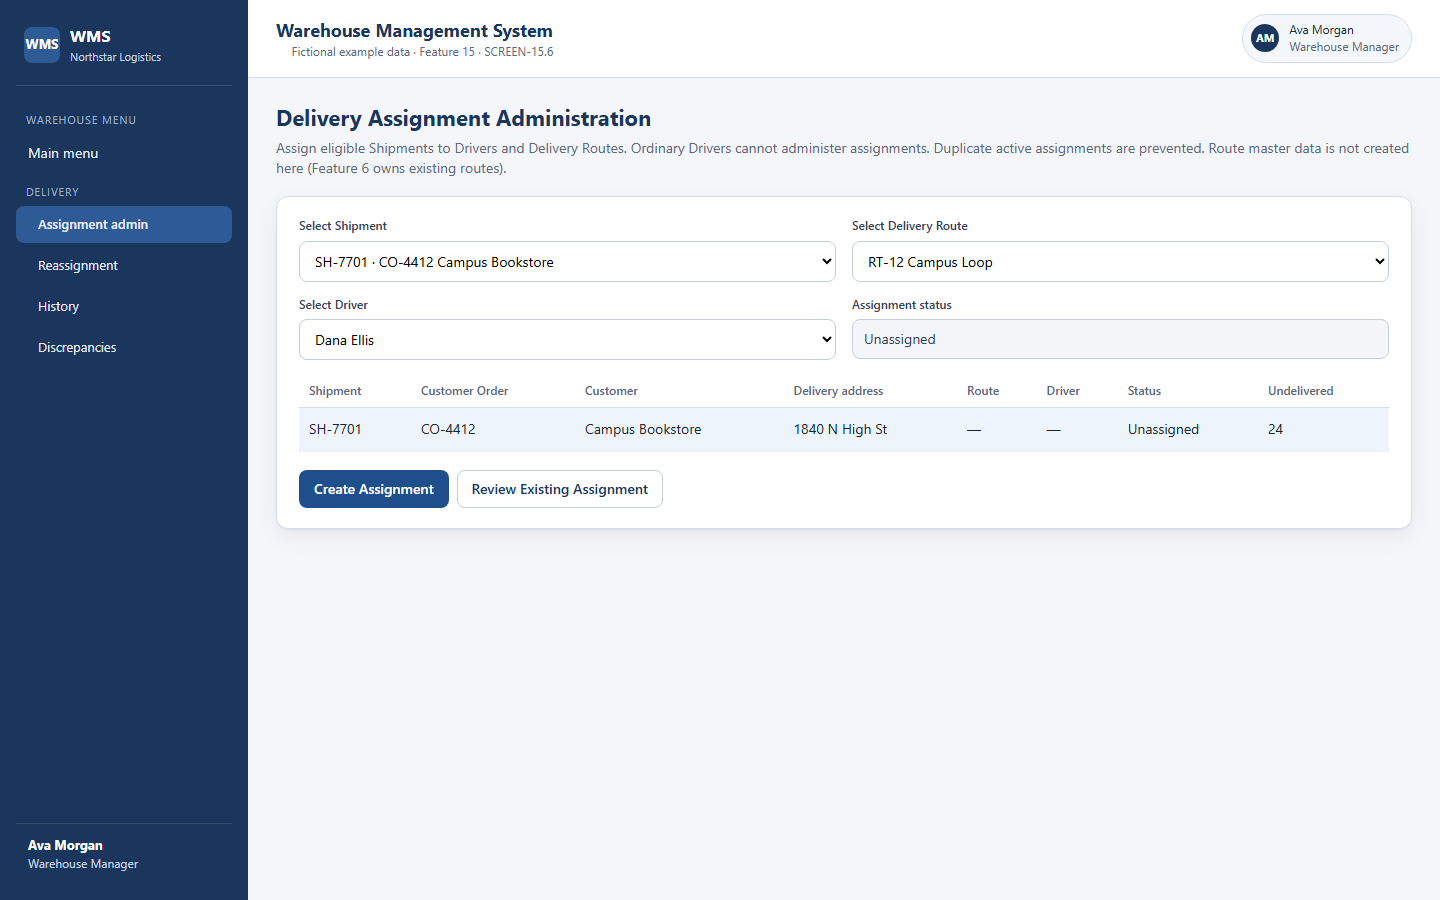 WMS
WMS
Northstar Logistics
WAREHOUSE MENU
Main menu
DELIVERY
Assignment admin
Reassignment
History
Discrepancies
Ava Morgan
Warehouse Manager
Warehouse Management System
Fictional example data · Feature 15 · SCREEN-15.6
AM
Ava Morgan
Warehouse Manager
Delivery Assignment Administration
Assign eligible Shipments to Drivers and Delivery Routes. Ordinary Drivers cannot administer assignments. Duplicate active assignments are prevented. Route master data is not created
here (Feature 6 owns existing routes).
Select Shipment
SH-7701 · CO-4412 Campus Bookstore
Select Delivery Route
RT-12 Campus Loop
Select Driver
Dana Ellis
Assignment status
Unassigned
Shipment Customer Order Customer Delivery address Route Driver Status Undelivered
SH-7701 CO-4412 Campus Bookstore 1840 N High St — — Unassigned 24
Create Assignment
Review Existing Assignment